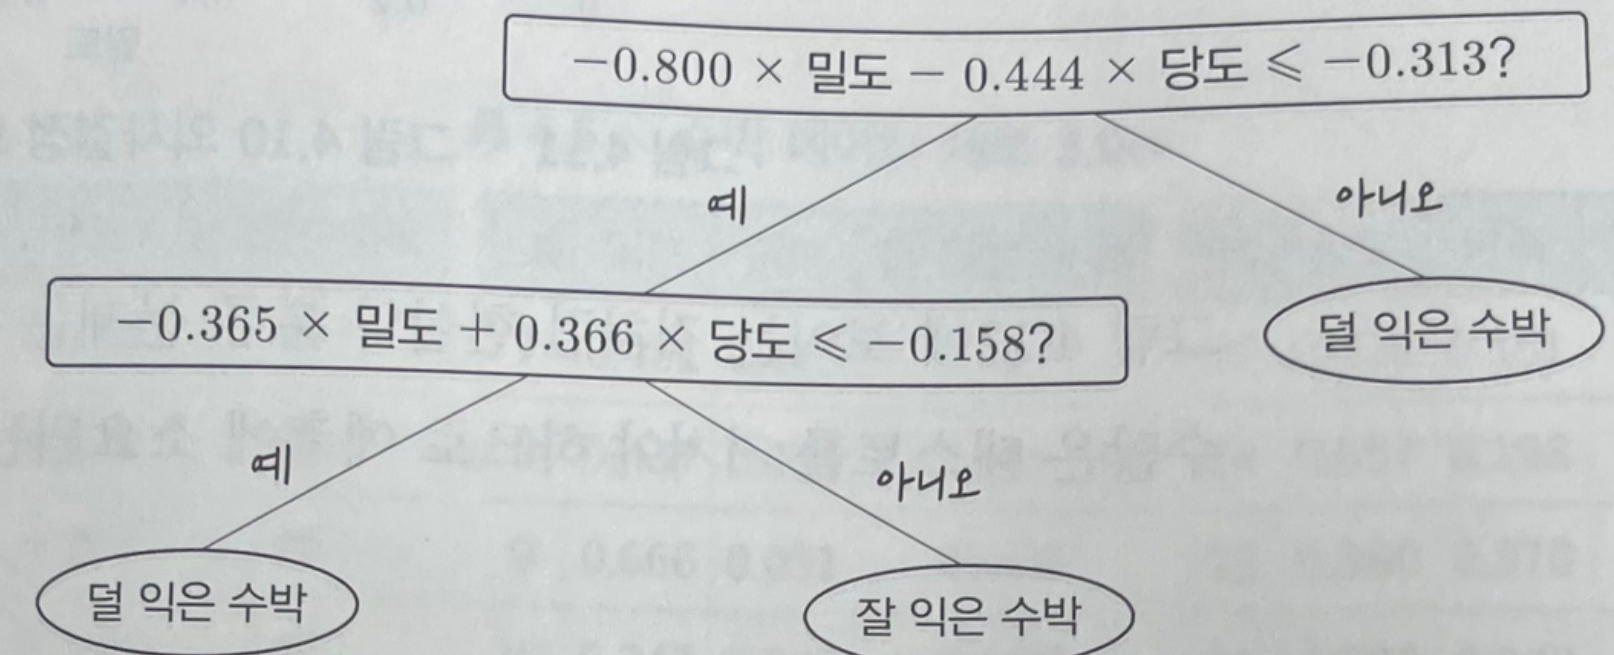 -0.800 × 밀도 - 0.444 × 당도 ⩽ -0.313?
예
아니오
-0.365 × 밀도 + 0.366 × 당도 ⩽ -0.158?
덜 익은 수박
예
아니오
덜 익은 수박
잘 익은 수박